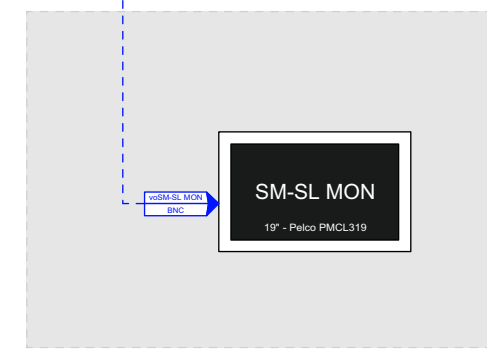 voSM-SL MON
BNC
SM-SL MON
19" - Pelco PMCL319